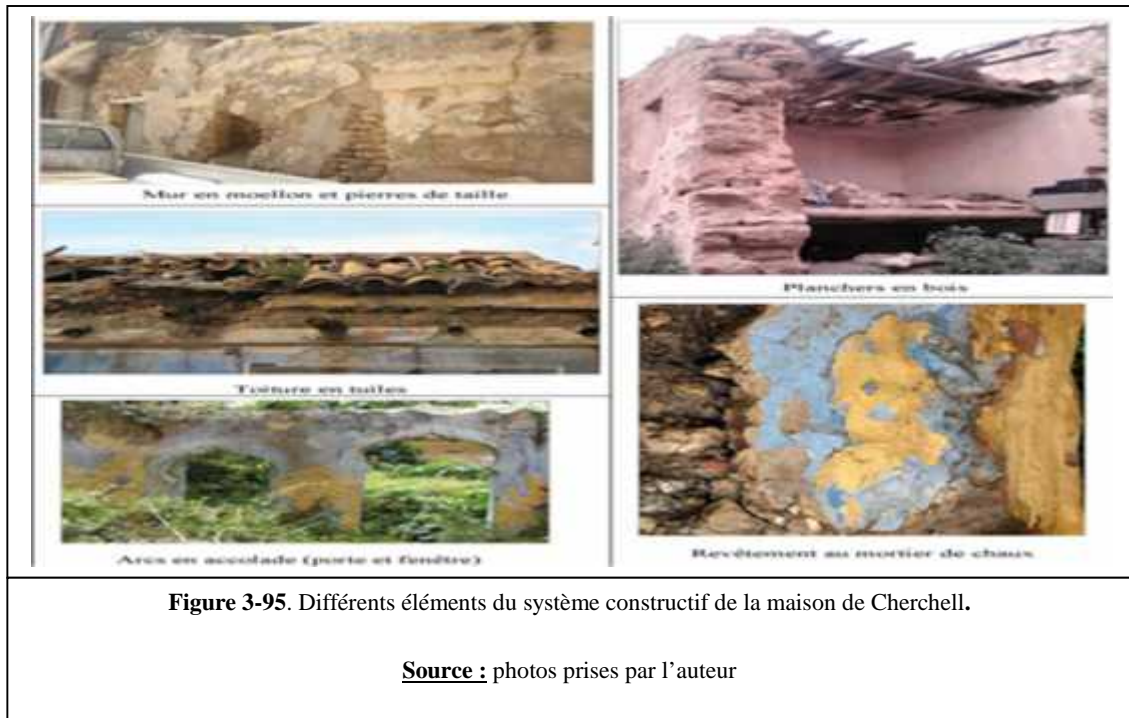 Mur en moellon et pierres de taille
Toiture en tuiles
Arcs en accolade (porte et fenêtre)
Planchers en bois
Revêtement au mortier de chaux
Figure 3-95. Différents éléments du système constructif de la maison de Cherchell.
Source : photos prises par l'auteur